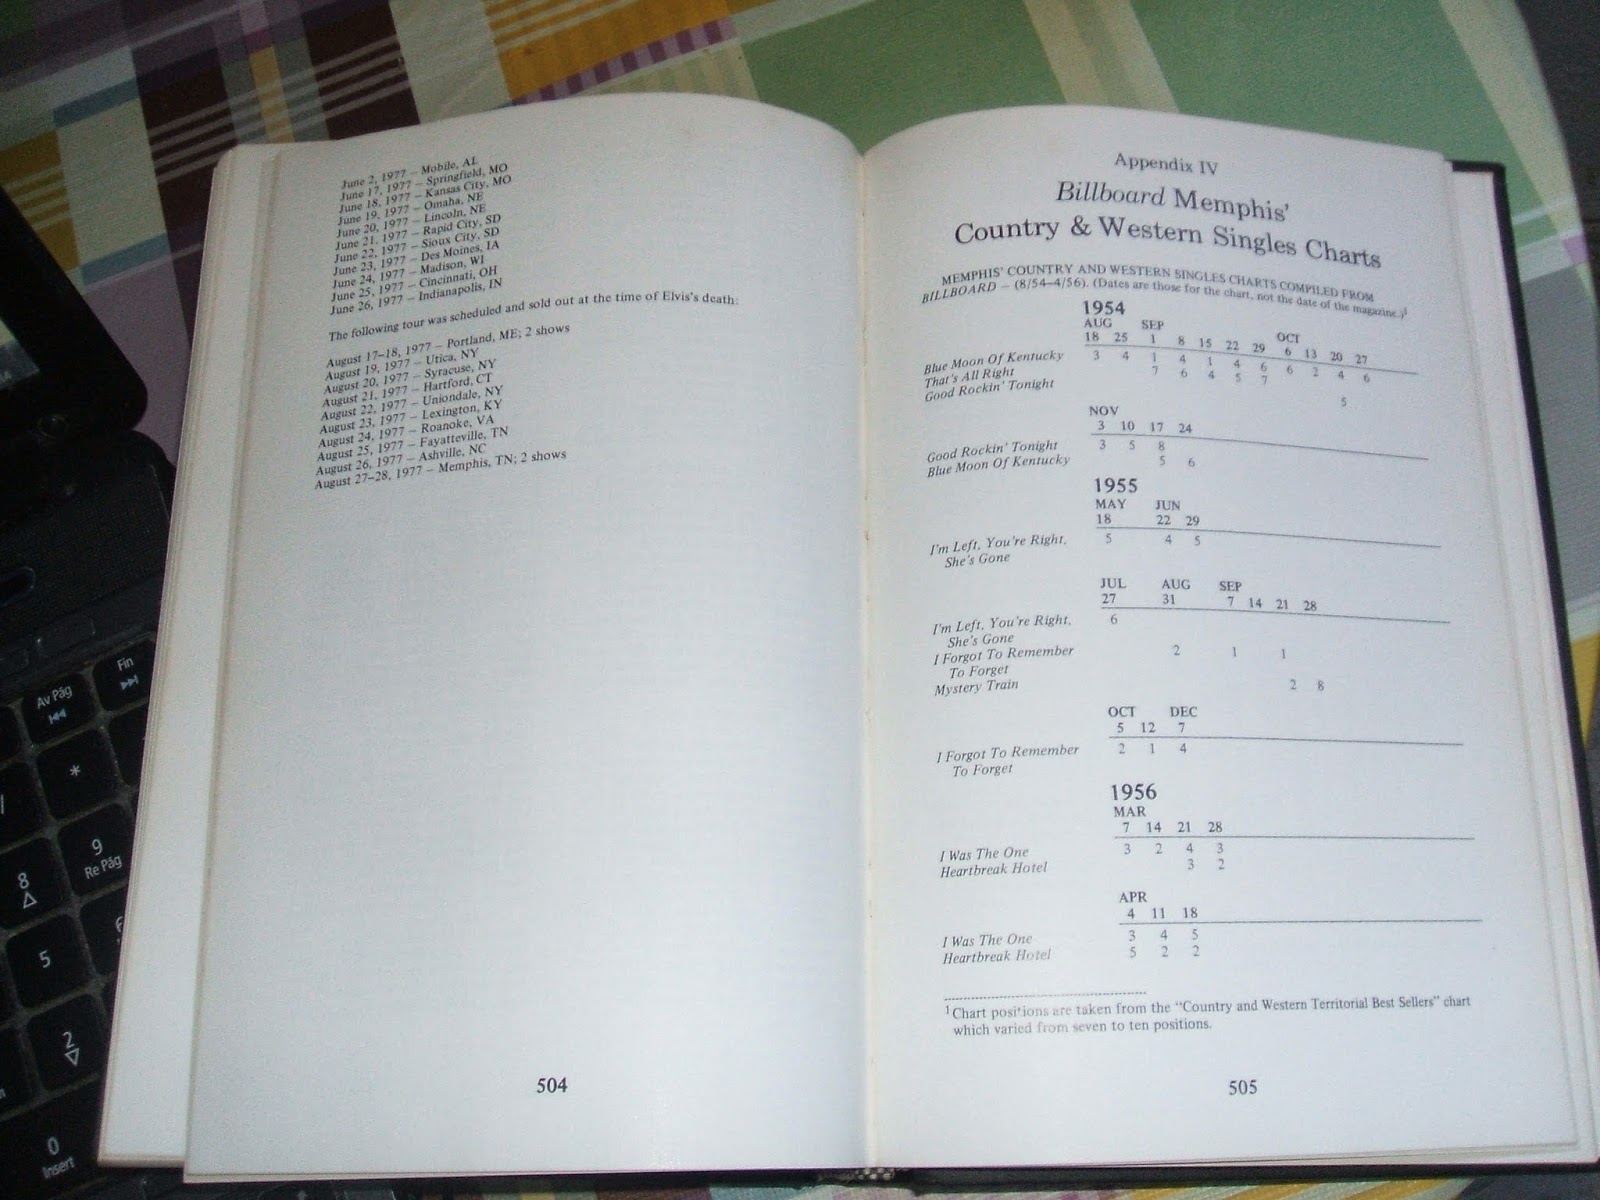 June 2, 1977 – Mobile, AL
June 17, 1977 – Springfield, MO
June 18, 1977 – Kansas City, MO
June 19, 1977 – Omaha, NE
June 20, 1977 – Lincoln, NE
June 21, 1977 – Rapid City, SD
June 22, 1977 – Sioux City, SD
June 23, 1977 – Des Moines, IA
June 24, 1977 – Madison, WI
June 25, 1977 – Cincinnati, OH
June 26, 1977 – Indianapolis, IN
The following tour was scheduled and sold out at the time of Elvis's death:
August 17–18, 1977 – Portland, ME; 2 shows
August 19, 1977 – Utica, NY
August 20, 1977 – Syracuse, NY
August 21, 1977 – Hartford, CT
August 22, 1977 – Uniondale, NY
August 23, 1977 – Lexington, KY
August 24, 1977 – Roanoke, VA
August 25, 1977 – Fayatteville, TN
August 26, 1977 – Ashville, NC
August 27–28, 1977 – Memphis, TN; 2 shows
504
Appendix IV
Billboard Memphis'
Country & Western Singles Charts
MEMPHIS' COUNTRY AND WESTERN SINGLES CHARTS COMPILED FROM
BILLBOARD – (8/54–4/56). (Dates are those for the chart, not the date of the magazine.)1
1954
AUG SEP OCT
18 25 1 8 15 22 29 6 13 20 27
Blue Moon Of Kentucky 3 4 1 4 1 4 6 6 2 4 6
That's All Right 7 6 4 5 7
Good Rockin' Tonight 5
NOV
3 10 17 24
Good Rockin' Tonight 3 5 8
Blue Moon Of Kentucky 5 6
1955
MAY JUN
18 22 29
I'm Left, You're Right, 5 4 5
She's Gone
JUL AUG SEP
27 31 7 14 21 28
I'm Left, You're Right, 6
She's Gone
I Forgot To Remember 2 1 1
To Forget
Mystery Train 2 8
OCT DEC
5 12 7
I Forgot To Remember 2 1 4
To Forget
1956
MAR
7 14 21 28
I Was The One 3 2 4 3
Heartbreak Hotel 3 2
APR
4 11 18
I Was The One 3 4 5
Heartbreak Hotel 5 2 2
1Chart positions are taken from the "Country and Western Territorial Best Sellers" chart
which varied from seven to ten positions.
505
Fin
Av Pág
*
9
Re Pág
8
5
2
0
Insert